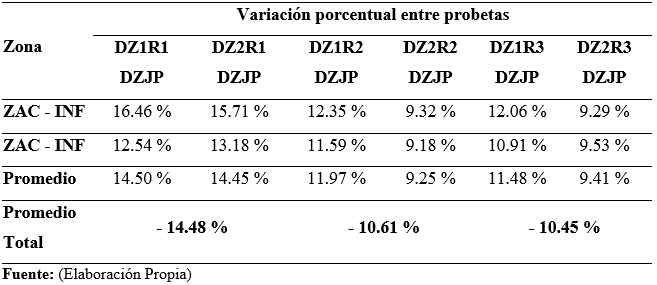 Variación porcentual entre probetas
Zona DZ1R1 DZ2R1 DZ1R2 DZ2R2 DZ1R3 DZ2R3
DZJP DZJP DZJP DZJP DZJP DZJP
ZAC - INF 16.46 % 15.71 % 12.35 % 9.32 % 12.06 % 9.29 %
ZAC - INF 12.54 % 13.18 % 11.59 % 9.18 % 10.91 % 9.53 %
Promedio 14.50 % 14.45 % 11.97 % 9.25 % 11.48 % 9.41 %
Promedio
Total - 14.48 % - 10.61 % - 10.45 %
Fuente: (Elaboración Propia)